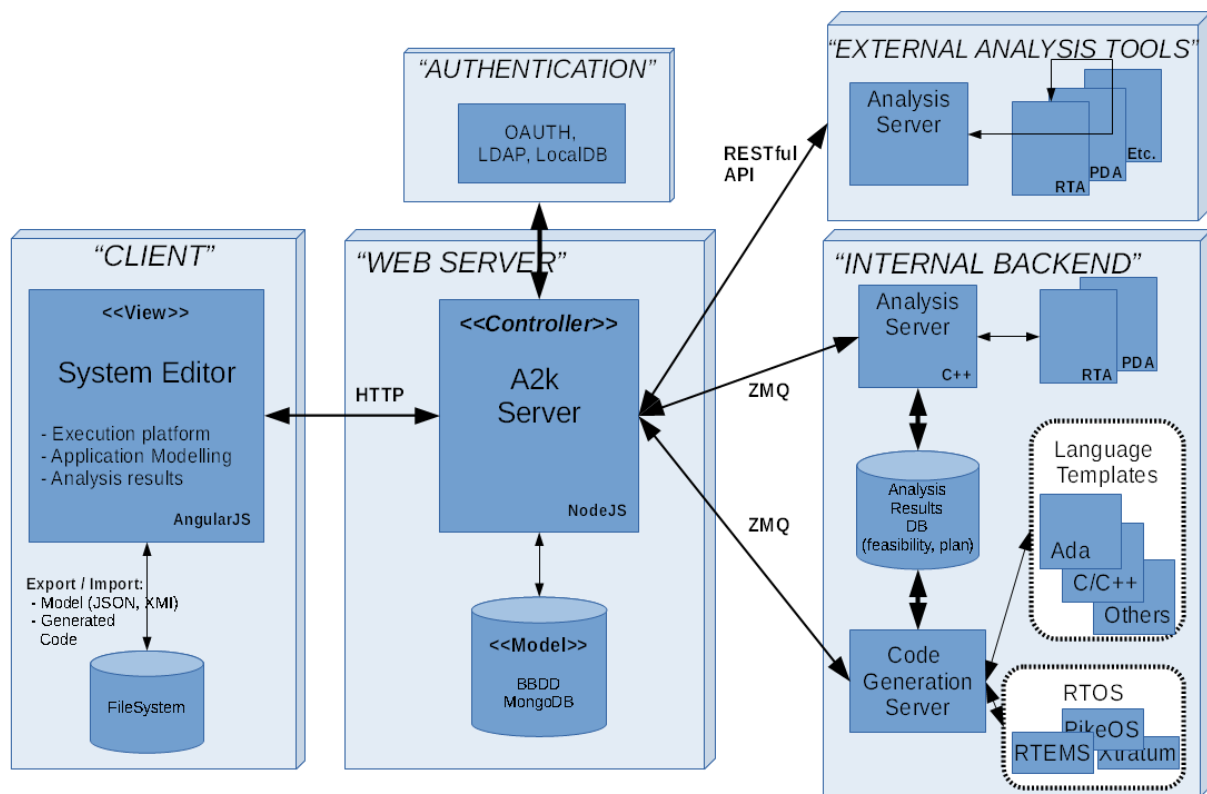 “AUTHENTICATION”
OAUTH,
LDAP, LocalDB
“EXTERNAL ANALYSIS TOOLS”
Analysis
Server
RTA
PDA
Etc.
RESTful
API
“CLIENT”
<<View>>
System Editor
- Execution platform
- Application Modelling
- Analysis results
AngularJS
Export / Import:
- Model (JSON, XMI)
- Generated
Code
FileSystem
HTTP
“WEB SERVER”
<<Controller>>
A2k
Server
NodeJS
<<Model>>
BBDD
MongoDB
ZMQ
ZMQ
“INTERNAL BACKEND”
Analysis
Server
C++
RTA
PDA
Analysis
Results
DB
(feasibility, plan)
Code
Generation
Server
Language
Templates
Ada
C/C++
Others
RTOS
PikeOS
RTEMS
Xtratum